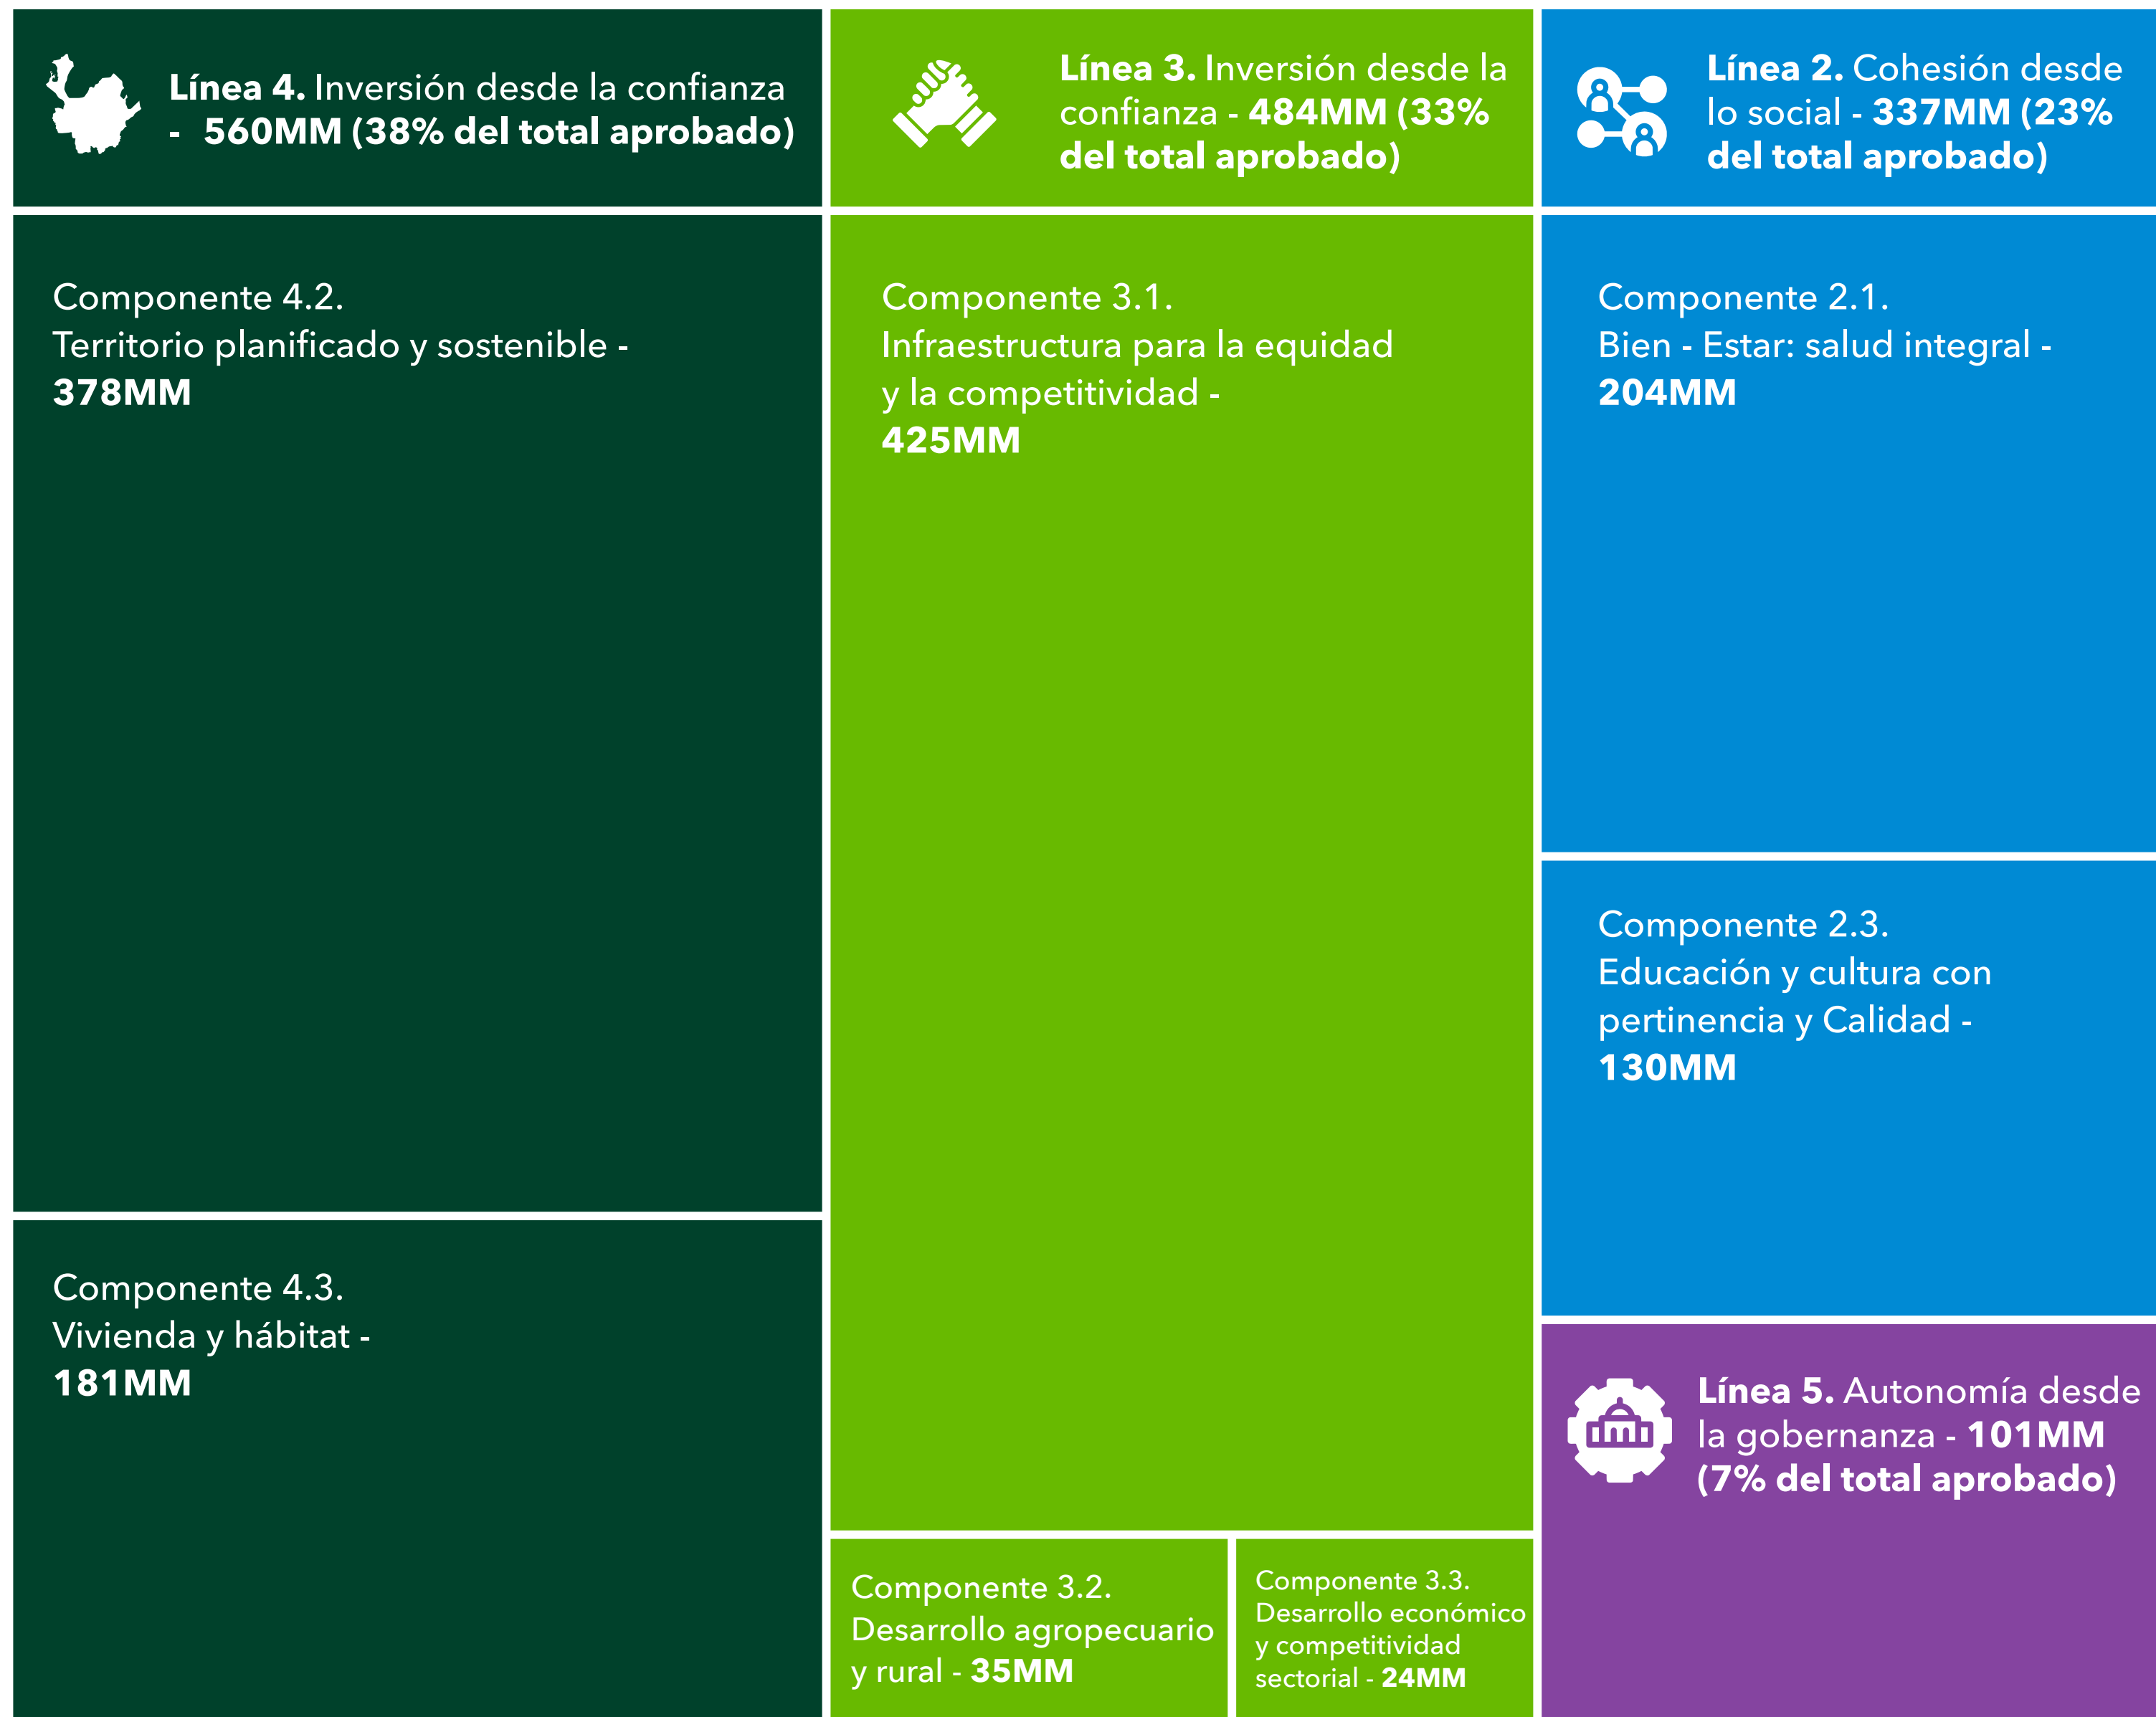 Línea 4. Inversión desde la confianza
- 560MM (38% del total aprobado)
Componente 4.2.
Territorio planificado y sostenible -
378MM
Componente 4.3.
Vivienda y hábitat -
181MM
Línea 3. Inversión desde la
confianza - 484MM (33%
del total aprobado)
Componente 3.1.
Infraestructura para la equidad
y la competitividad -
425MM
Componente 3.2.
Desarrollo agropecuario
y rural - 35MM
Componente 3.3.
Desarrollo económico
y competitividad
sectorial - 24MM
Línea 2. Cohesión desde
lo social - 337MM (23%
del total aprobado)
Componente 2.1.
Bien - Estar: salud integral -
204MM
Componente 2.3.
Educación y cultura con
pertinencia y Calidad -
130MM
Línea 5. Autonomía desde
la gobernanza - 101MM
(7% del total aprobado)